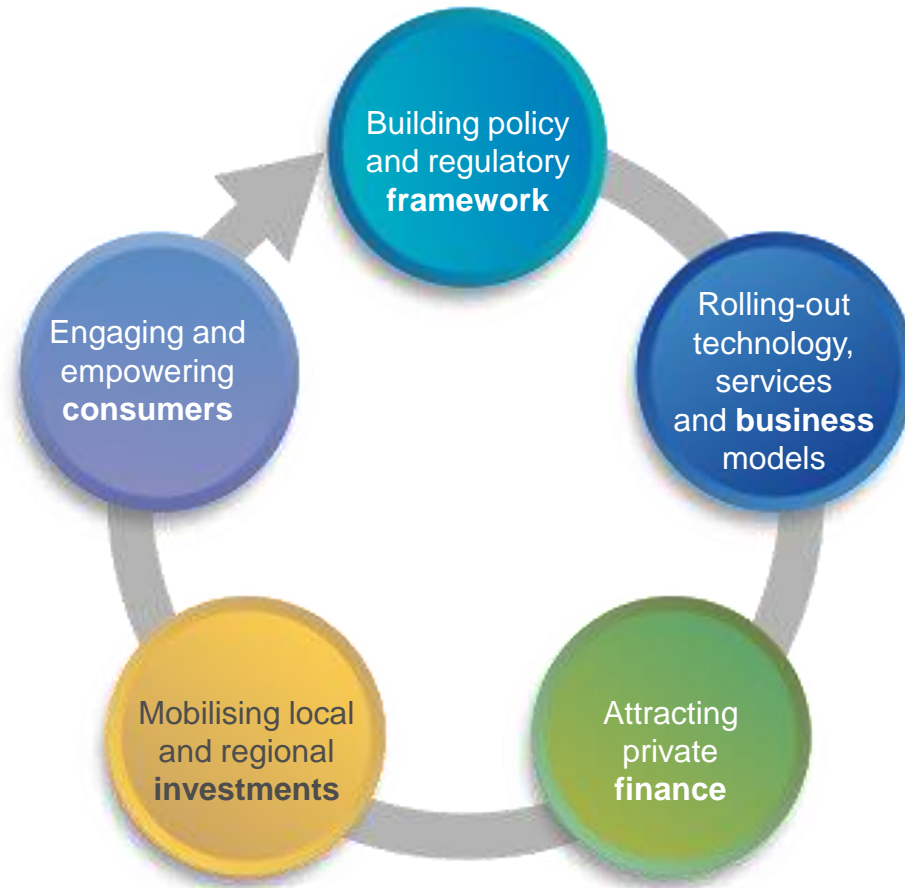 Building policy
and regulatory
framework
Rolling-out
technology,
services
and business
models
Attracting
private
finance
Mobilising local
and regional
investments
Engaging and
empowering
consumers